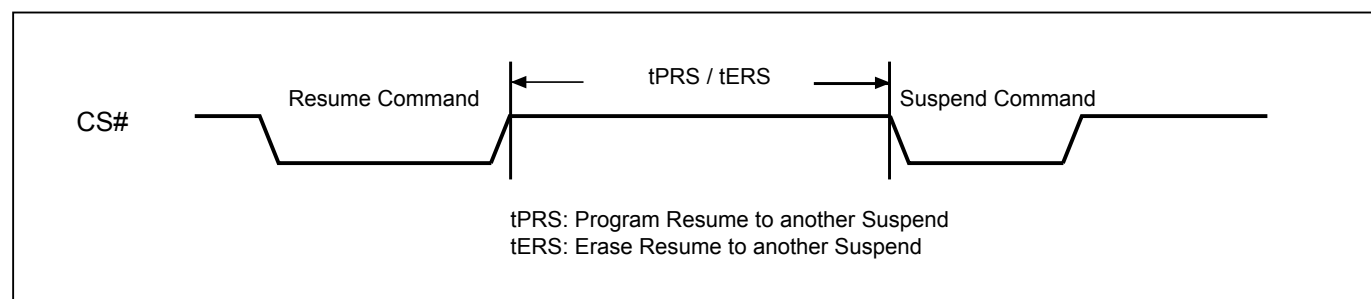 tPRS / tERS
Resume Command
Suspend Command
CS#
tPRS: Program Resume to another Suspend
tERS: Erase Resume to another Suspend